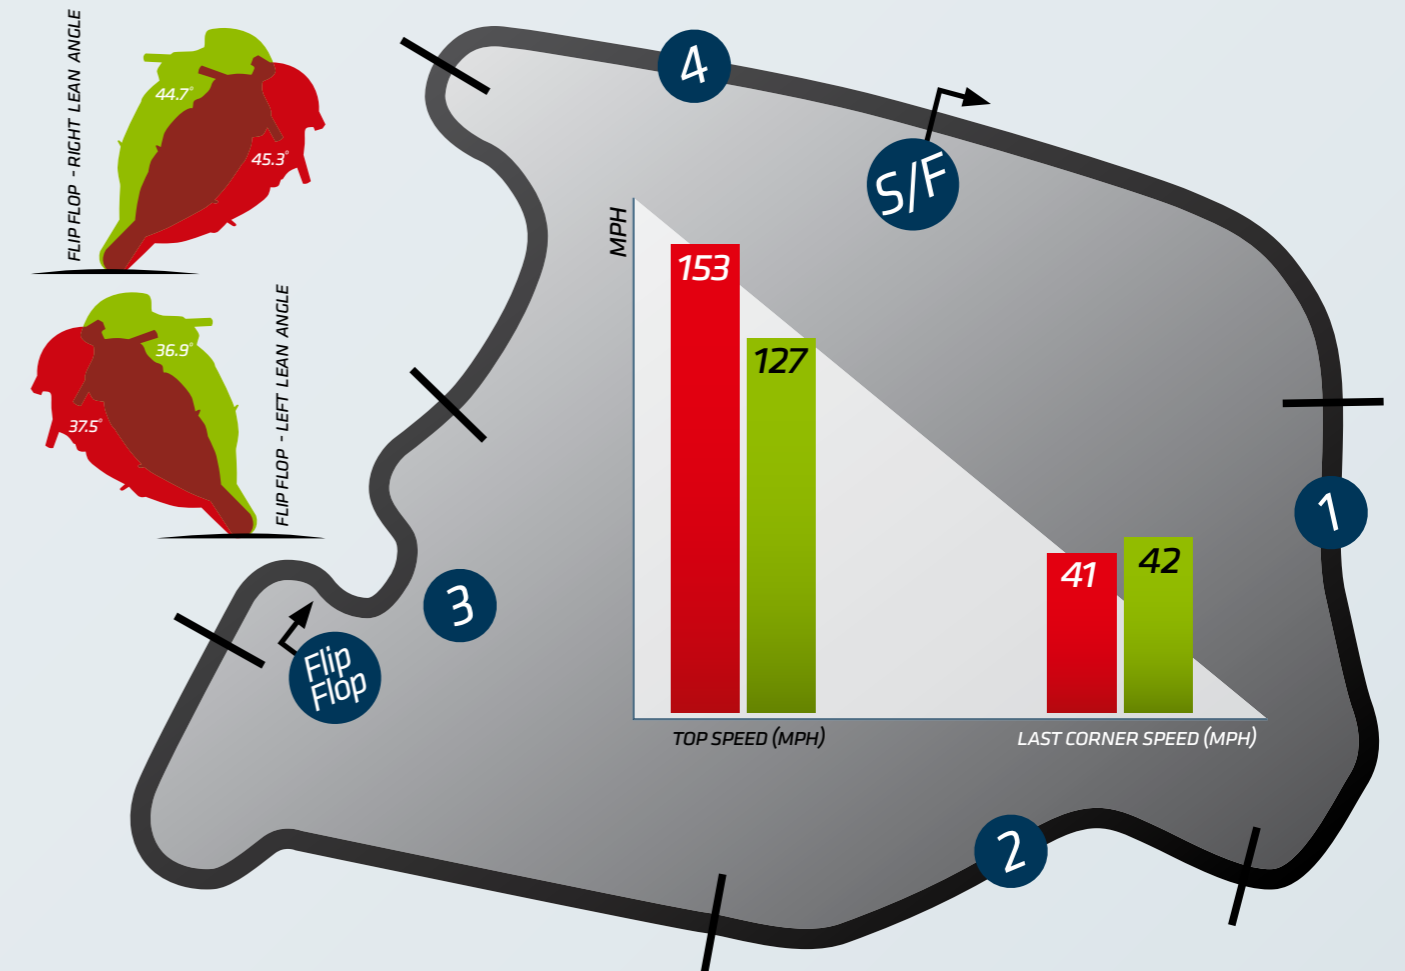 FLIP FLOP - RIGHT LEAN ANGLE
44.7°
45.3°
FLIP FLOP - LEFT LEAN ANGLE
36.9°
37.5°
4
S/F
1
2
3
Flip
Flop
MPH
153
127
41
42
TOP SPEED (MPH)
LAST CORNER SPEED (MPH)